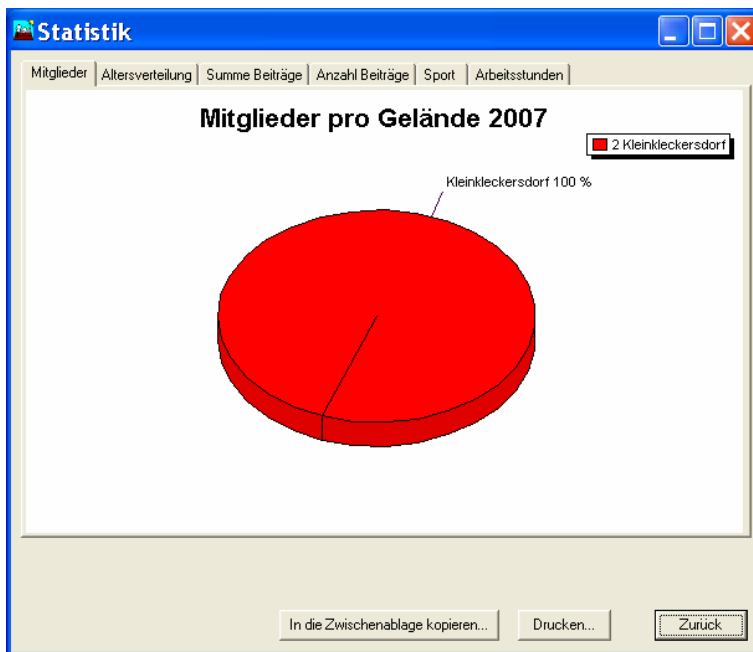 Statistik
Mitglieder Altersverteilung Summe Beiträge Anzahl Beiträge Sport Arbeitsstunden
Mitglieder pro Gelände 2007
2 Kleinkleckersdorf
Kleinkleckersdorf 100 %
In die Zwischenablage kopieren... Drucken... Zurück